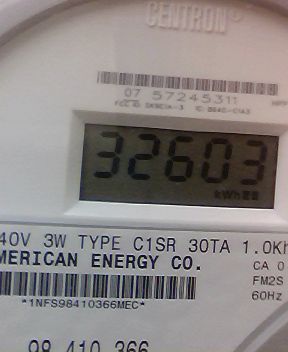 CENTRON®
07 57245311
32603
kWh
40V 3W TYPE C1SR 30TA 1.0Kh
MERICAN ENERGY CO.
CA 0
FM2S
60Hz
*1NFS98410366MEC*
98 410 366